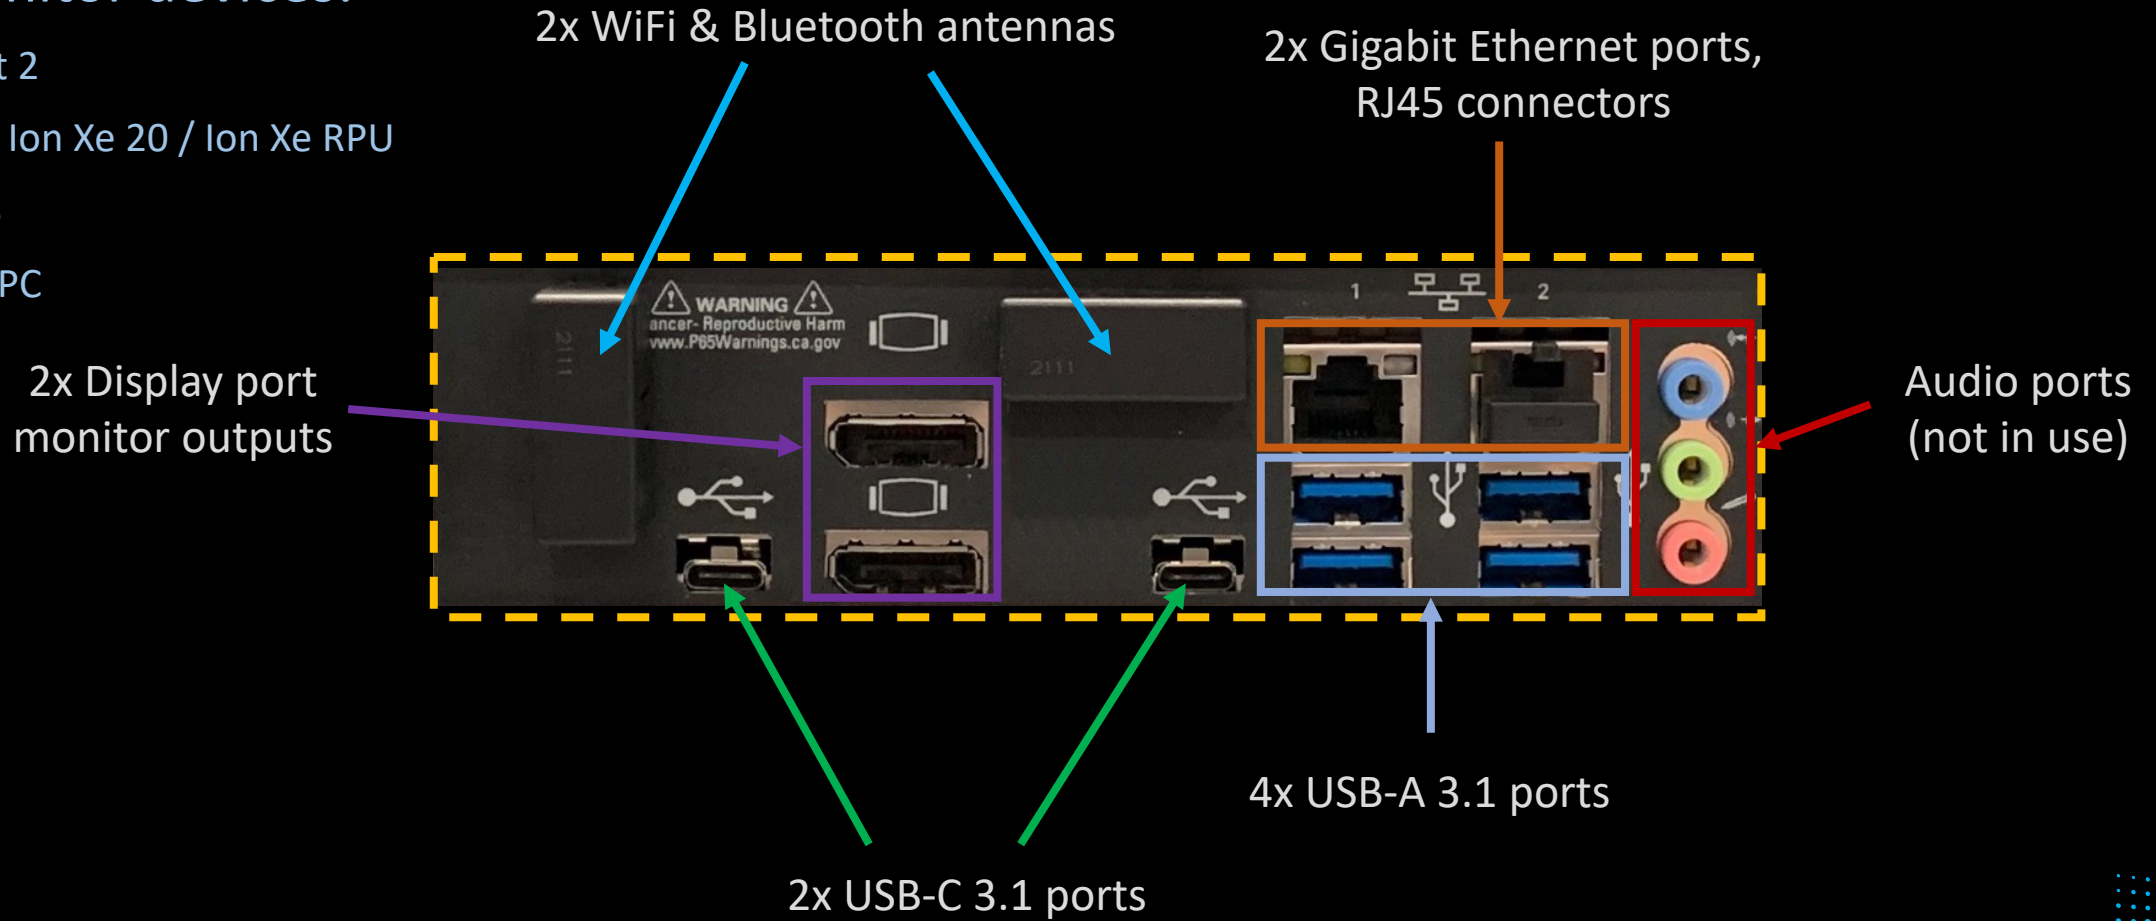 devices.
2x WiFi & Bluetooth antennas
2x Gigabit Ethernet ports,
RJ45 connectors
2
Ion Xe 20 / Ion Xe RPU
PC
WARNING
Reproductive Harm
www.P65Warnings.ca.gov
1
2
2111
2111
2x Display port
monitor outputs
Audio ports
(not in use)
4x USB-A 3.1 ports
2x USB-C 3.1 ports